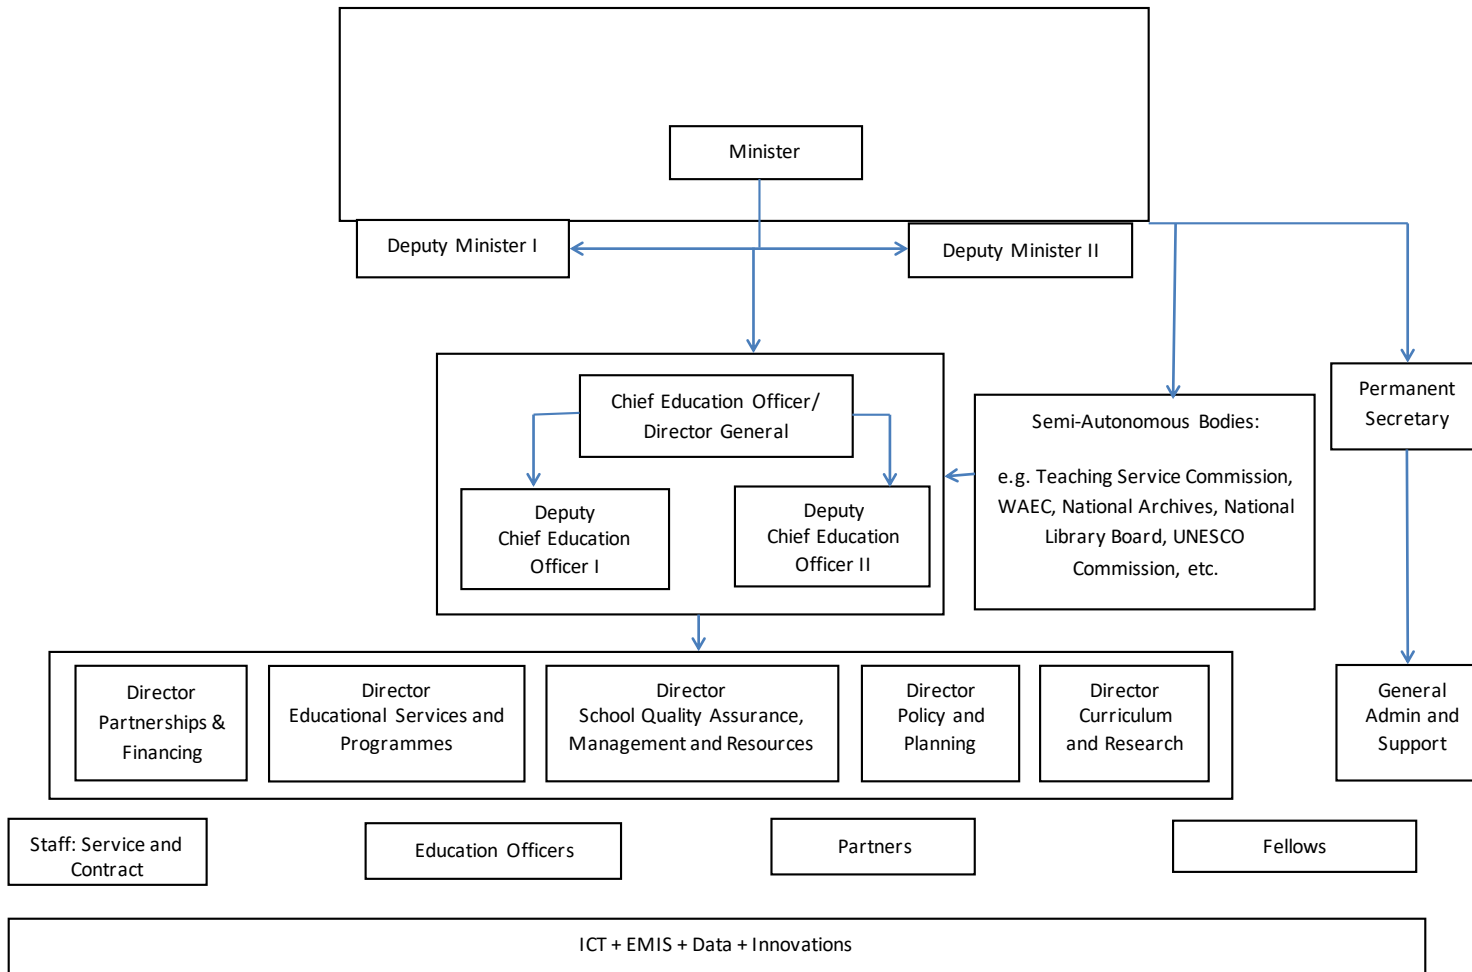 Minister
Deputy Minister I
Deputy Minister II
Chief Education Officer/
Director General
Deputy
Chief Education
Officer I
Deputy
Chief Education
Officer II
Semi-Autonomous Bodies:
e.g. Teaching Service Commission,
WAEC, National Archives, National
Library Board, UNESCO
Commission, etc.
Permanent
Secretary
Director
Partnerships &
Financing
Director
Educational Services and
Programmes
Director
School Quality Assurance,
Management and Resources
Director
Policy and
Planning
Director
Curriculum
and Research
General
Admin and
Support
Staff: Service and
Contract
Education Officers
Partners
Fellows
ICT + EMIS + Data + Innovations